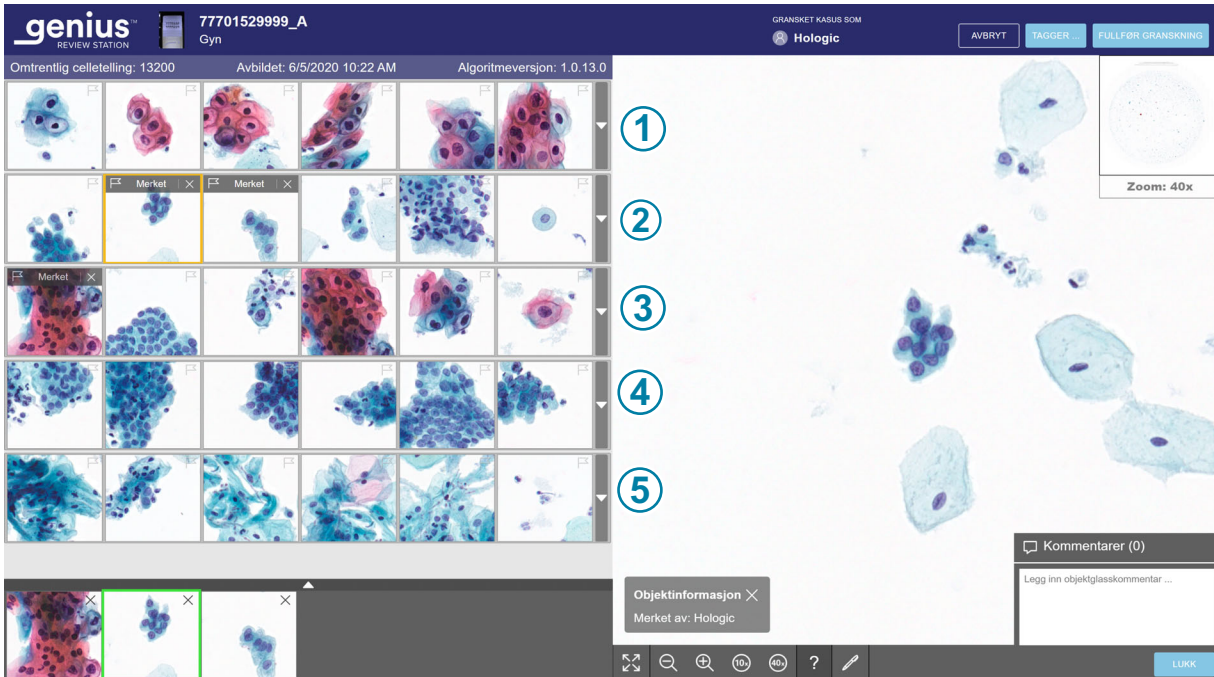 genius™
REVIEW STATION
77701529999_A
Gyn
GRANSKET KASUS SOM
Hologic
AVBRYT
TAGGER ...
FULLFØR GRANSKNING
Omtrentlig celletelling: 13200
Avbildet: 6/5/2020 10:22 AM
Algoritmeversjon: 1.0.13.0
Zoom: 40x
1
Merket
Merket
2
Merket
3
4
5
Kommentarer (0)
Legg inn objektglasskommentar ...
Objektinformasjon
Merket av: Hologic
10x
40x
?
LUKK